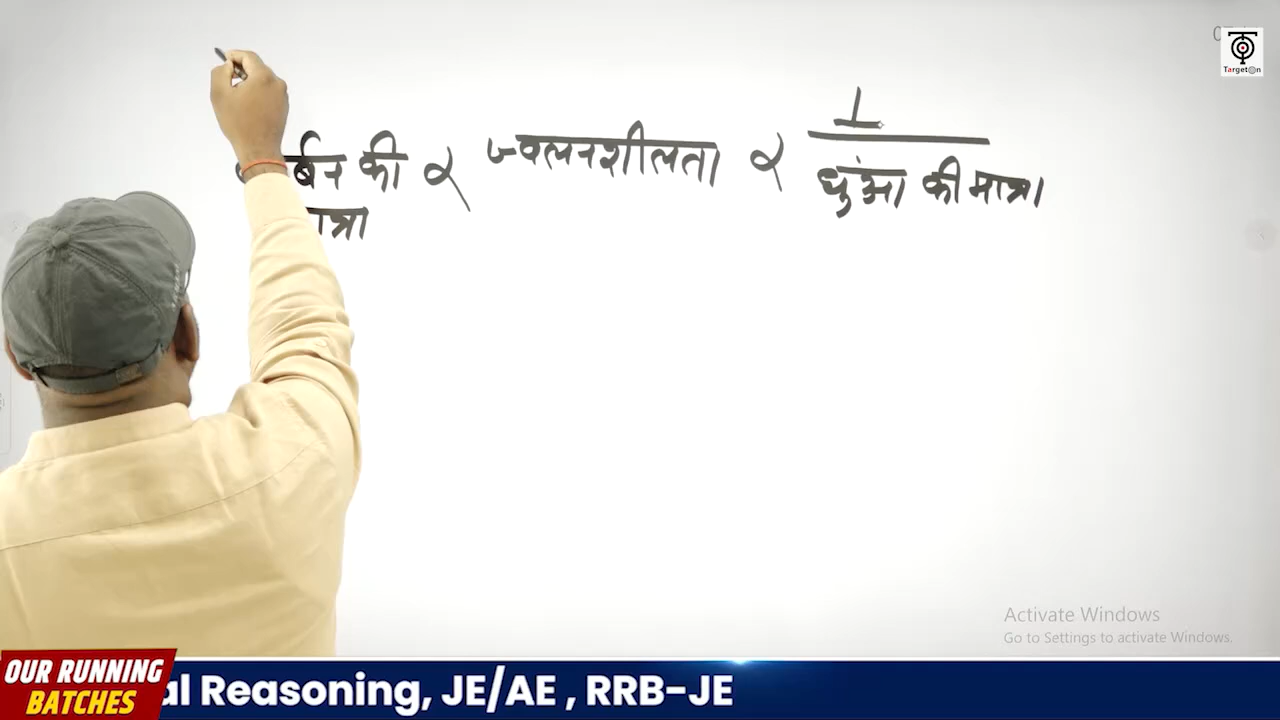 Target@n
र्बन की α ज्वलनशीलता α 1
धुंआ की मात्रा
ात्रा
Activate Windows
Go to Settings to activate Windows.
OUR RUNNING
BATCHES
al Reasoning, JE/AE , RRB-JE